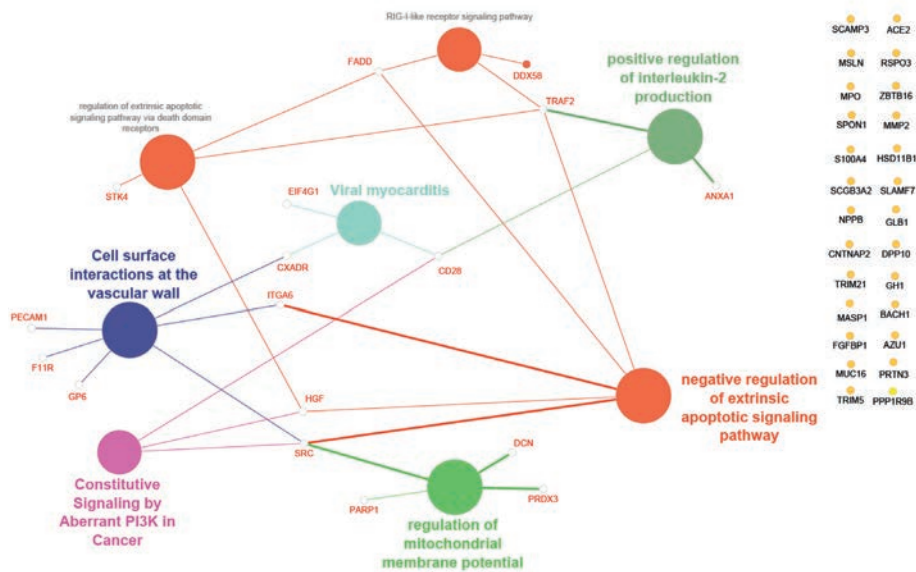 RIG-I-like receptor signaling pathway
FADD
DDX58
TRAF2
positive regulation
of interleukin-2
production
regulation of extrinsic apoptotic
signaling pathway via death domain
receptors
STK4
EIF4G1
Viral myocarditis
ANXA1
CXADR
CD28
Cell surface
interactions at the
vascular wall
ITGA6
PECAM1
F11R
GP6
HGF
negative regulation
of extrinsic
apoptotic signaling
pathway
SRC
DCN
Constitutive
Signaling by
Aberrant PI3K in
Cancer
PARP1
PRDX3
regulation of
mitochondrial
membrane potential
SCAMP3 ACE2
MSLN RSPO3
MPO ZBTB16
SPON1 MMP2
S100A4 HSD11B1
SCGB3A2 SLAMF7
NPPB GLB1
CNTNAP2 DPP10
TRIM21 GH1
MASP1 BACH1
FGFBP1 AZU1
MUC16 PRTN3
TRIM5 PPP1R9B